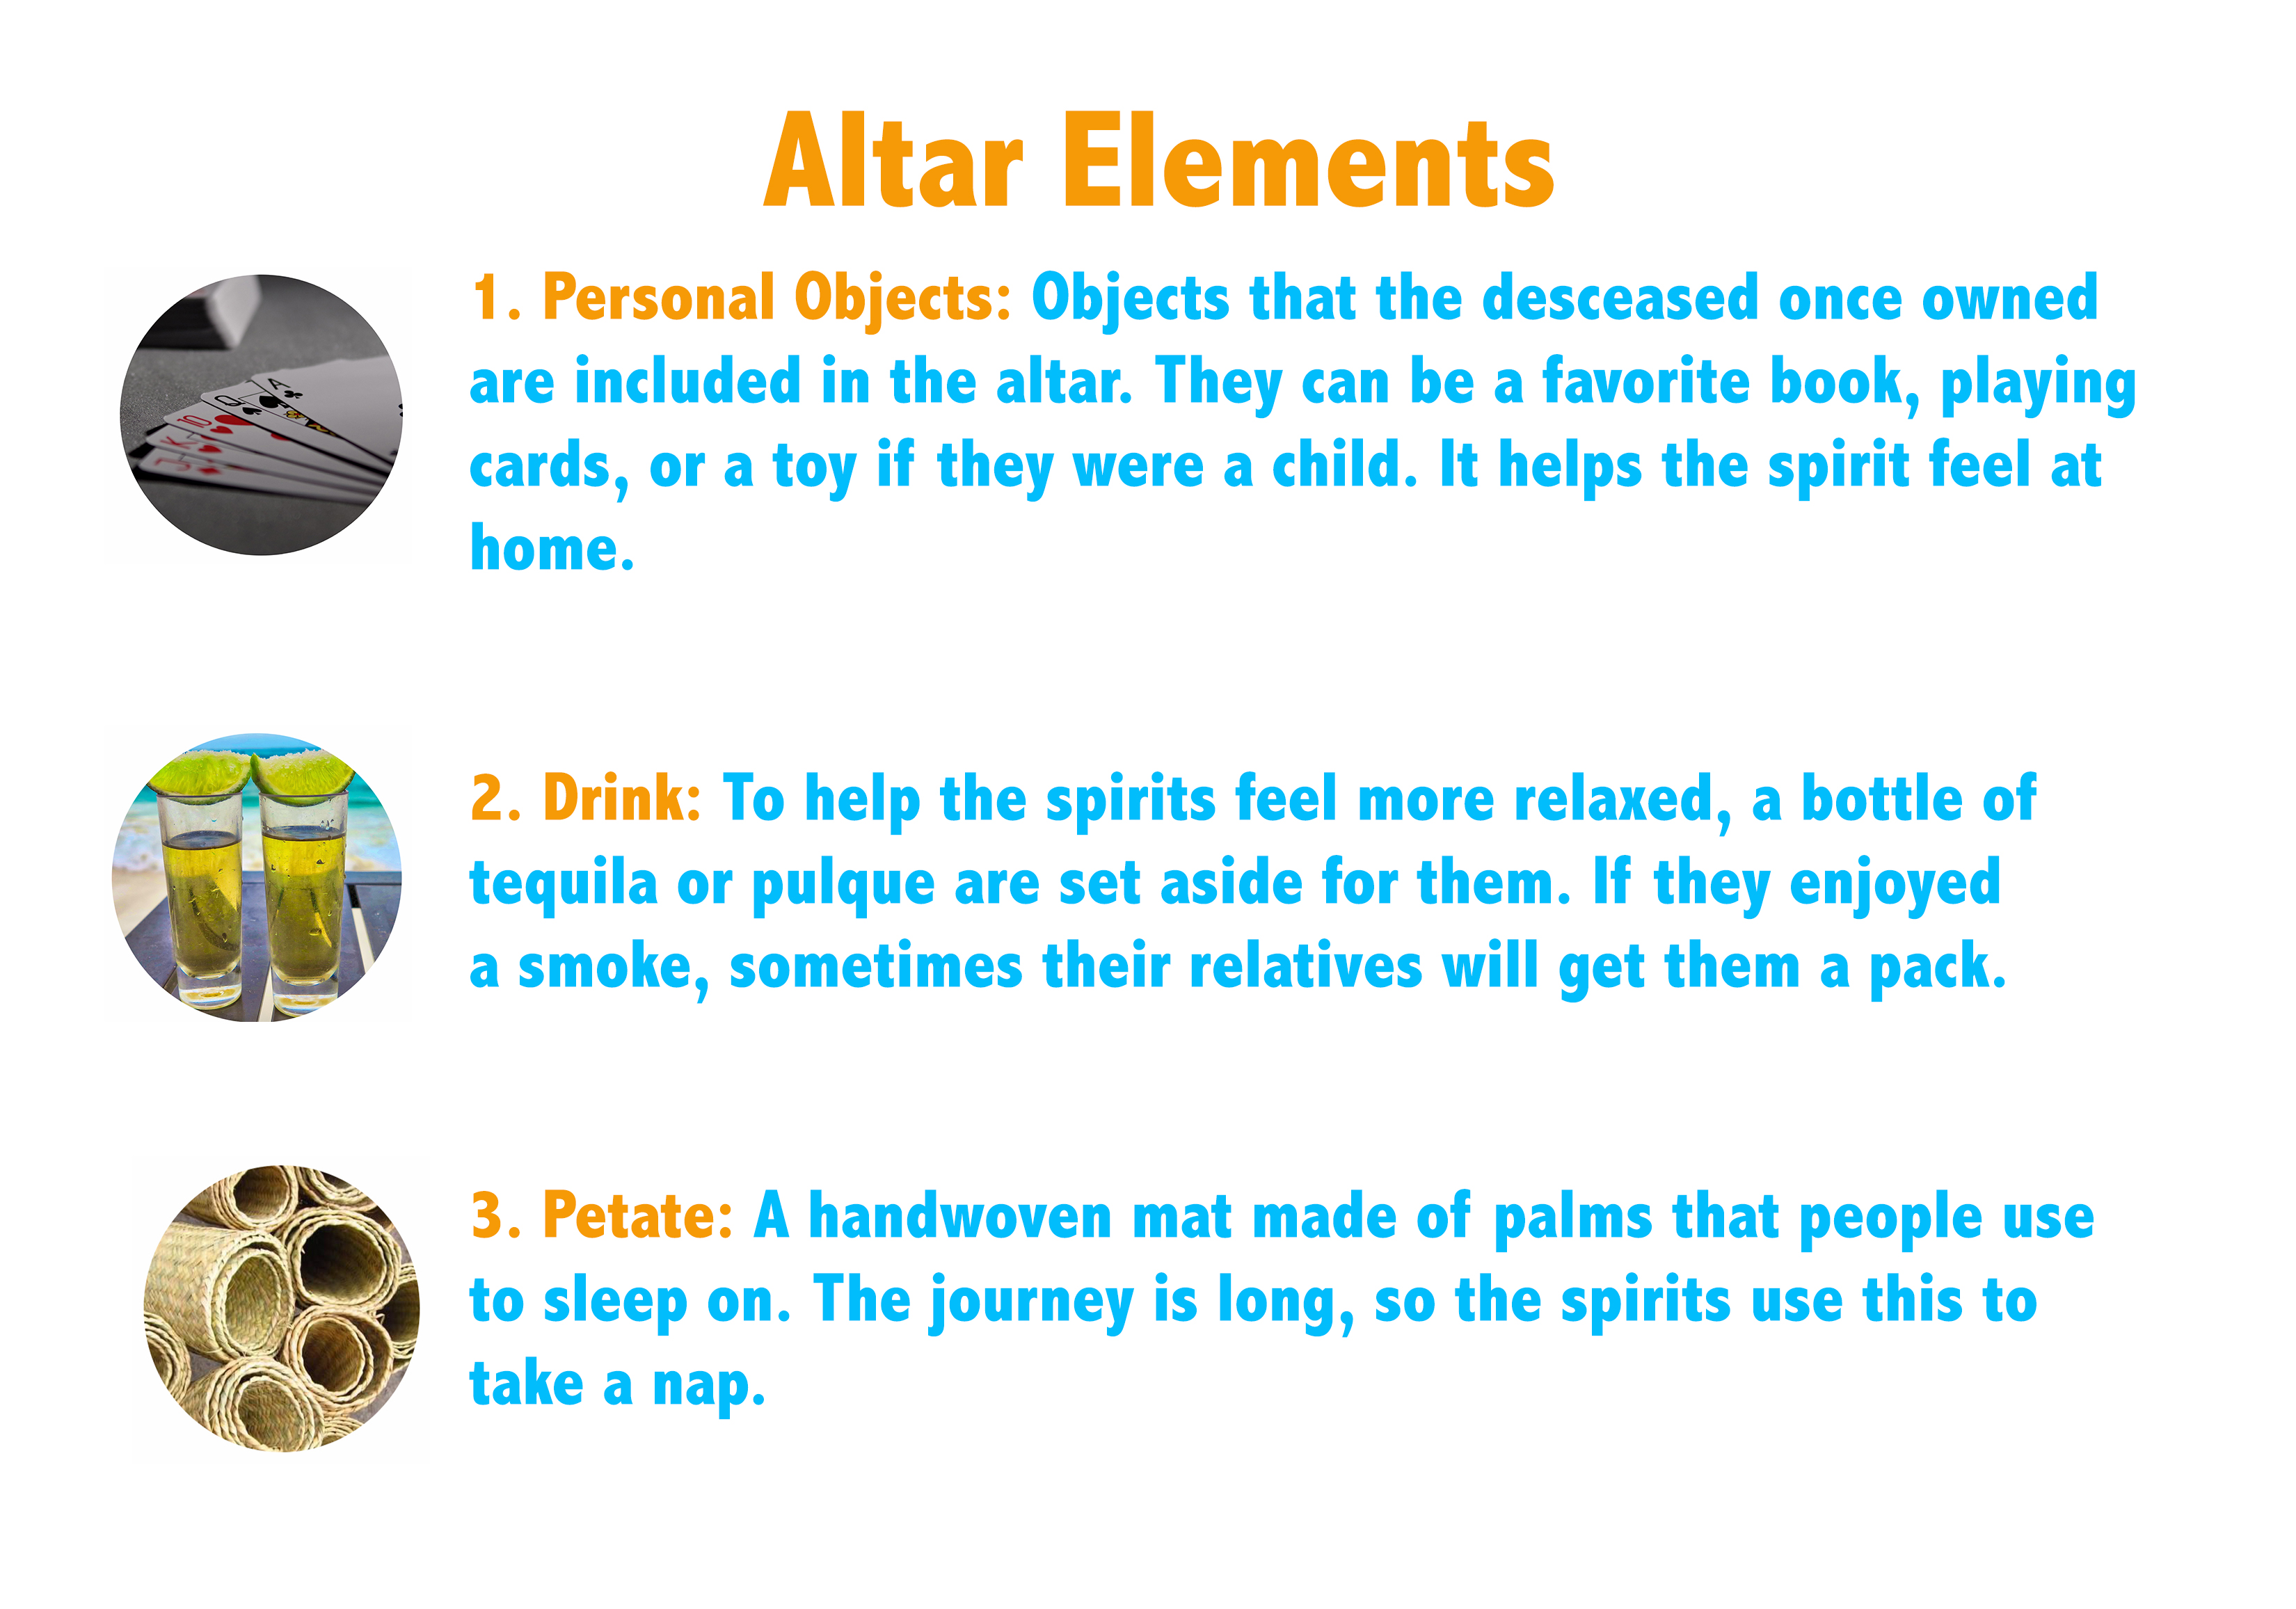 Altar Elements
1. Personal Objects: Objects that the desceased once owned
are included in the altar. They can be a favorite book, playing
cards, or a toy if they were a child. It helps the spirit feel at
home.
A
Q
10
K
J
2. Drink: To help the spirits feel more relaxed, a bottle of
tequila or pulque are set aside for them. If they enjoyed
a smoke, sometimes their relatives will get them a pack.
3. Petate: A handwoven mat made of palms that people use
to sleep on. The journey is long, so the spirits use this to
take a nap.